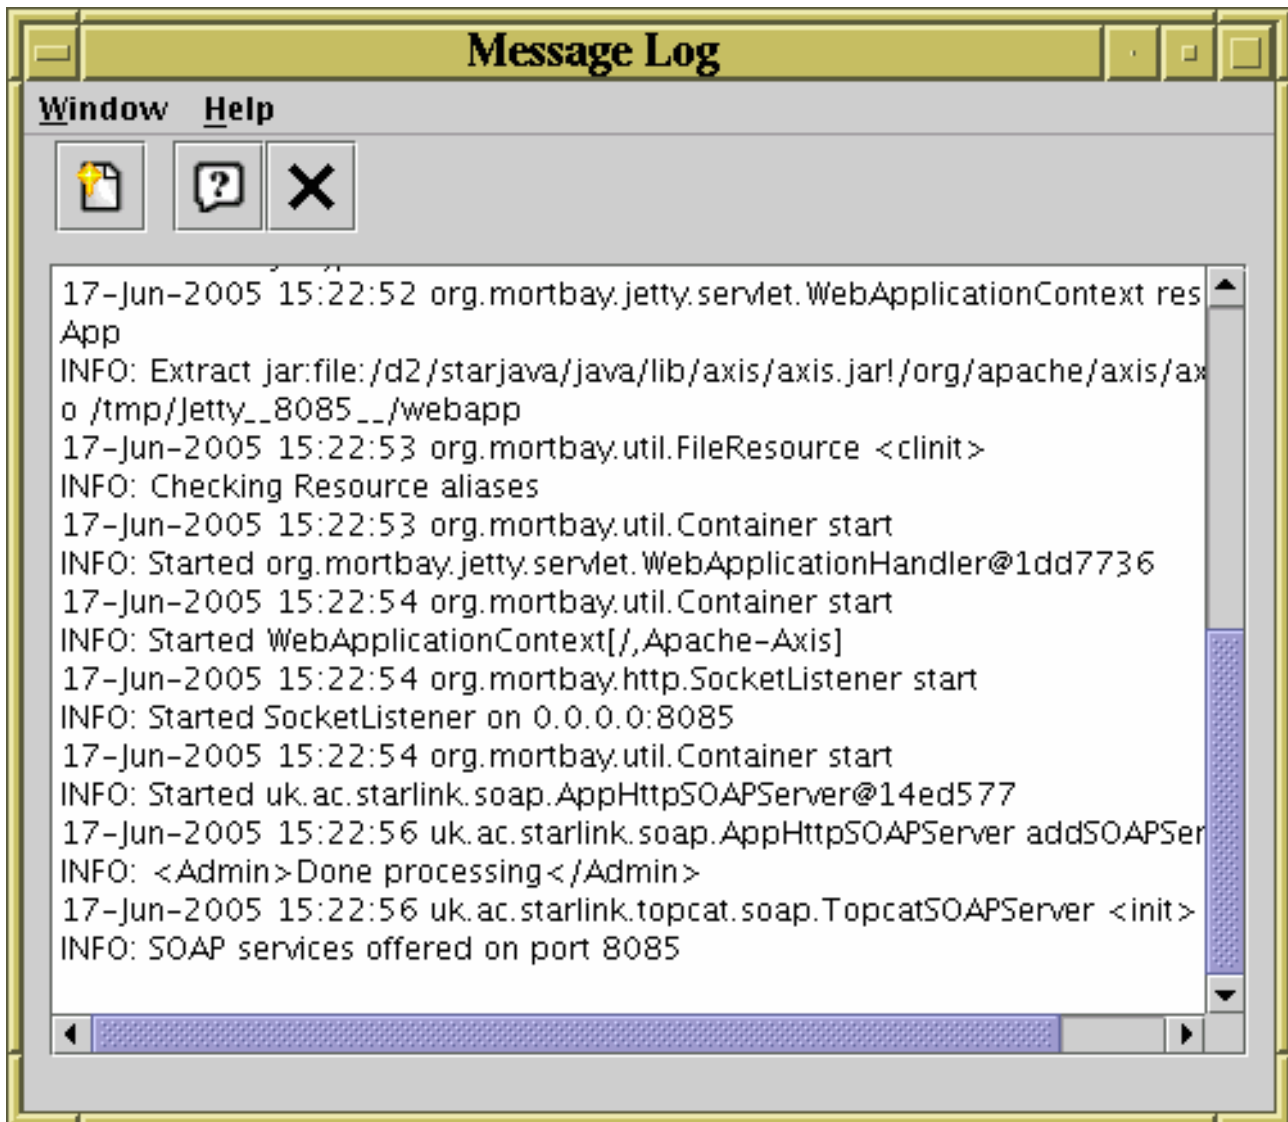 Message Log
Window Help
17-Jun-2005 15:22:52 org.mortbay.jetty.servlet.WebApplicationContext res
App
INFO: Extract jar:file:/d2/starjava/java/lib/axis/axis.jar!/org/apache/axis/ax
o /tmp/Jetty__8085__/webapp
17-Jun-2005 15:22:53 org.mortbay.util.FileResource <clinit>
INFO: Checking Resource aliases
17-Jun-2005 15:22:53 org.mortbay.util.Container start
INFO: Started org.mortbay.jetty.servlet.WebApplicationHandler@1dd7736
17-Jun-2005 15:22:54 org.mortbay.util.Container start
INFO: Started WebApplicationContext[/,Apache-Axis]
17-Jun-2005 15:22:54 org.mortbay.http.SocketListener start
INFO: Started SocketListener on 0.0.0.0:8085
17-Jun-2005 15:22:54 org.mortbay.util.Container start
INFO: Started uk.ac.starlink.soap.AppHttpSOAPServer@14ed577
17-Jun-2005 15:22:56 uk.ac.starlink.soap.AppHttpSOAPServer addSOAPSer
INFO: <Admin>Done processing</Admin>
17-Jun-2005 15:22:56 uk.ac.starlink.topcat.soap.TopcatSOAPServer <init>
INFO: SOAP services offered on port 8085